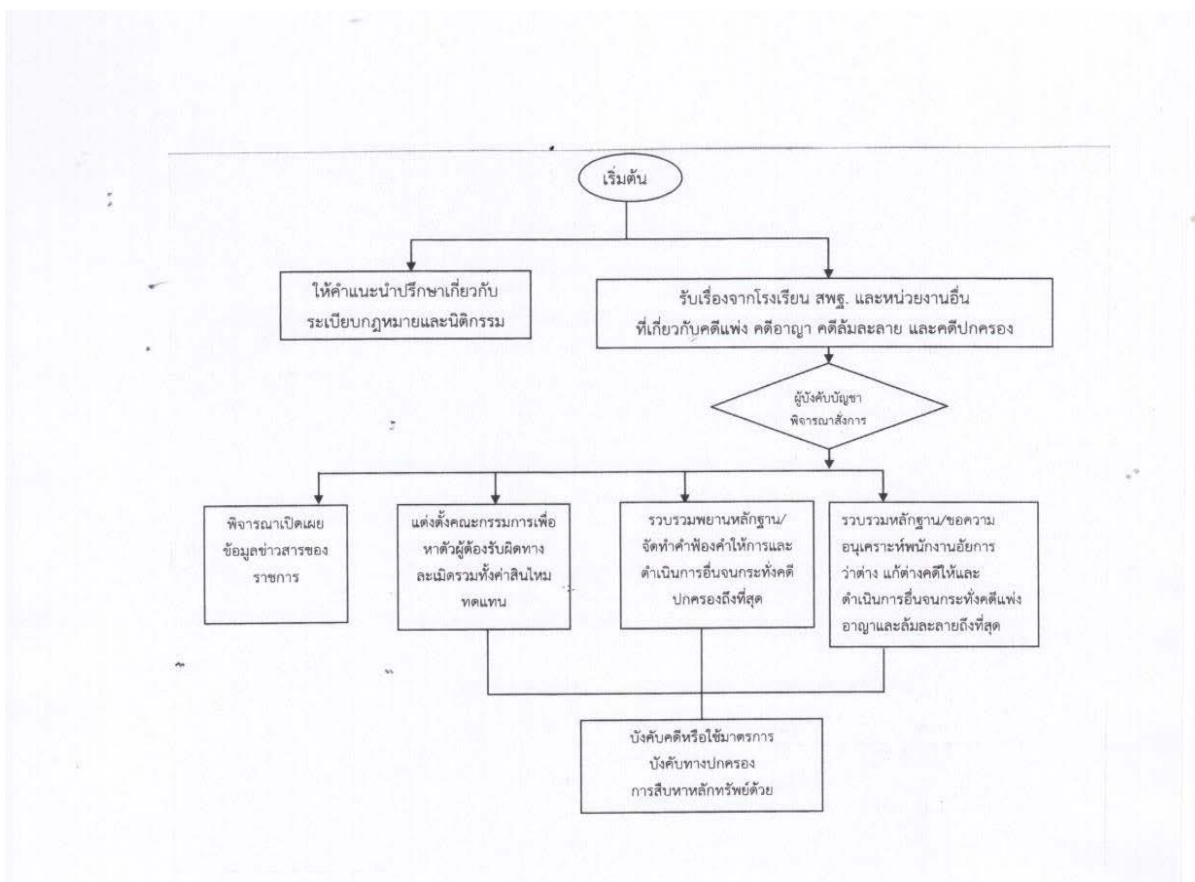 เริ่มต้น
ให้คำแนะนำปรึกษาเกี่ยวกับ
ระเบียบกฎหมายและนิติกรรม
รับเรื่องจากโรงเรียน สพฐ. และหน่วยงานอื่น
ที่เกี่ยวกับคดีแพ่ง คดีอาญา คดีล้มละลาย และคดีปกครอง
ผู้บังคับบัญชา
พิจารณาสั่งการ
พิจารณาเปิดเผย
ข้อมูลข่าวสารของ
ราชการ
แต่งตั้งคณะกรรมการเพื่อ
หาตัวผู้ต้องรับผิดทาง
ละเมิดรวมทั้งค่าสินไหม
ทดแทน
รวบรวมพยานหลักฐาน/
จัดทำคำฟ้องคำให้การและ
ดำเนินการอื่นจนกระทั่งคดี
ปกครองถึงที่สุด
รวบรวมหลักฐาน/ขอความ
อนุเคราะห์พนักงานอัยการ
ว่าต่าง แก้ต่างคดีให้และ
ดำเนินการอื่นจนกระทั่งคดีแพ่ง
อาญาและล้มละลายถึงที่สุด
บังคับคดีหรือใช้มาตรการ
บังคับทางปกครอง
การสืบหาหลักทรัพย์ด้วย